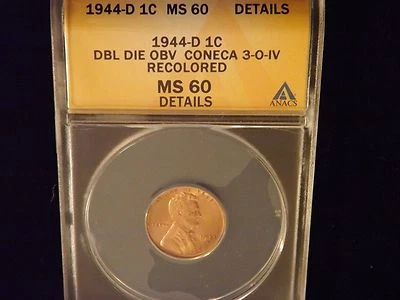 1944-D 1C MS 60 DETAILS
1944-D 1C
DBL DIE OBV CONECA 3-O-IV
RECOLORED
MS 60
DETAILS
ANACS